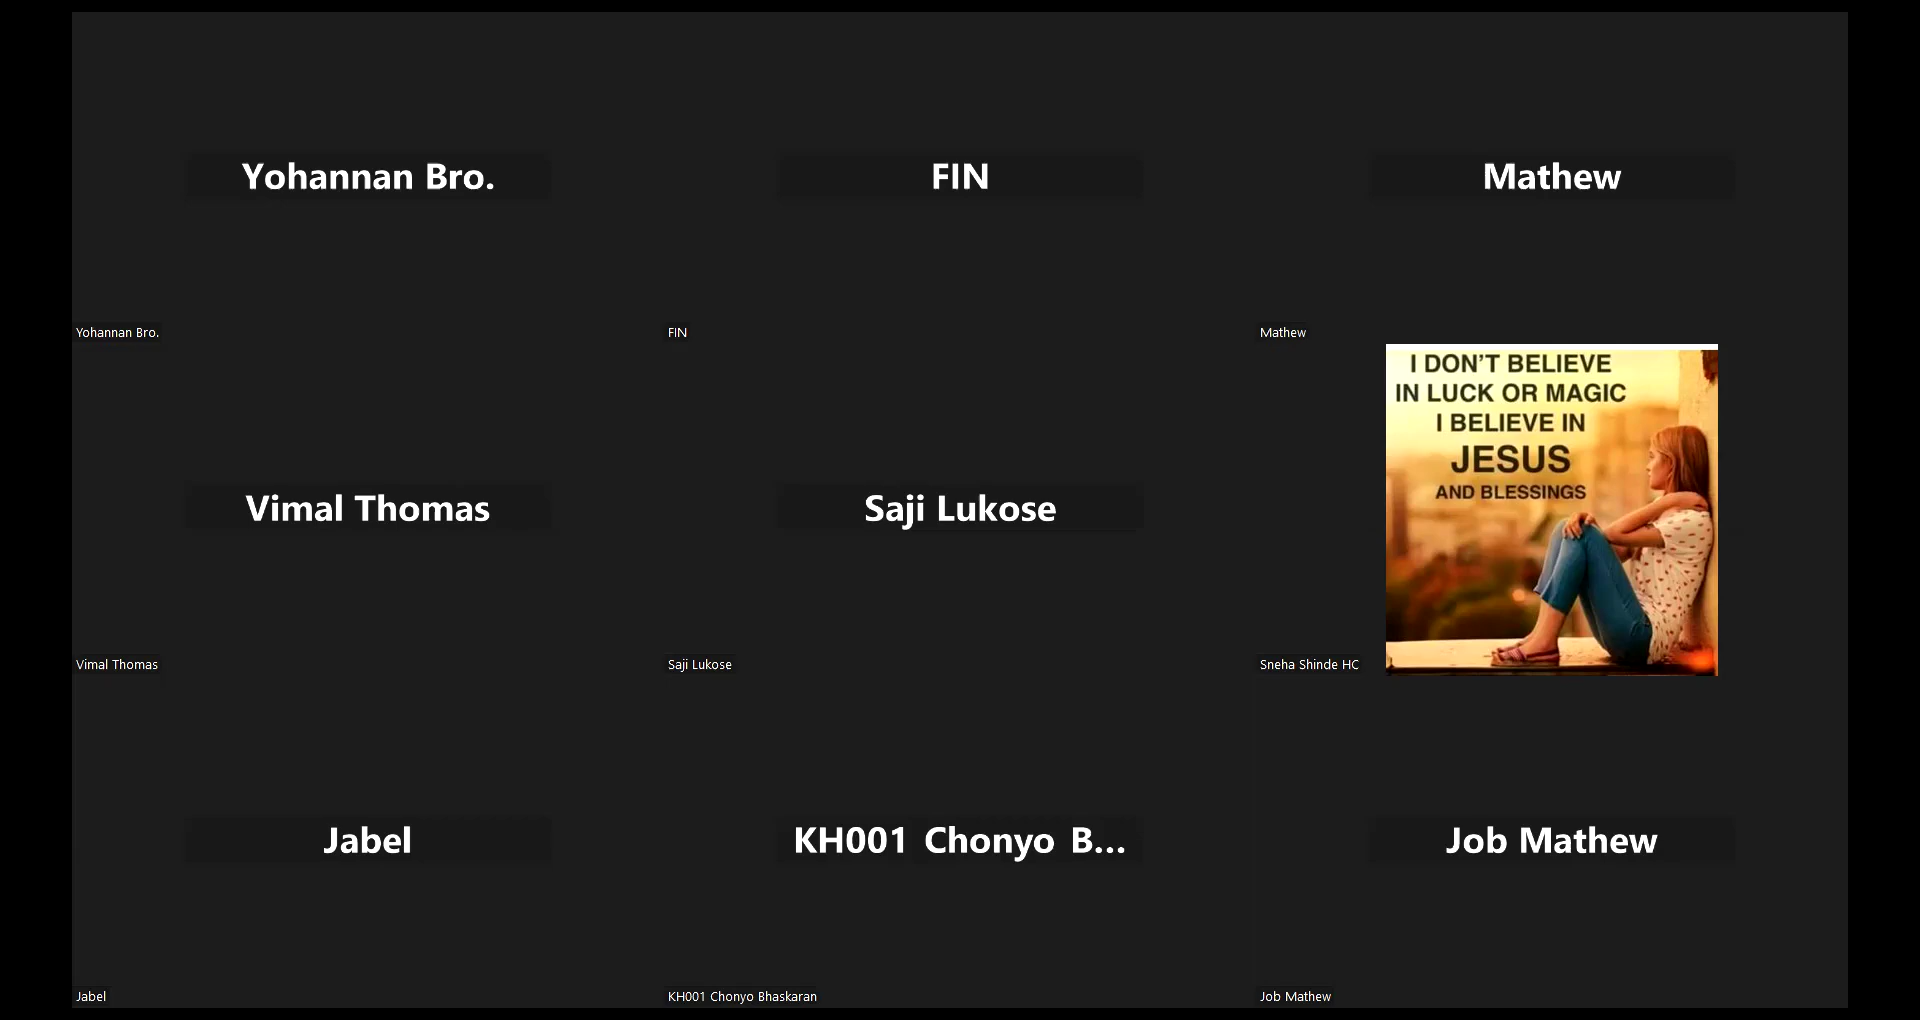 Yohannan Bro.
FIN
Mathew
Yohannan Bro.
FIN
Mathew
Vimal Thomas
Saji Lukose
I DON'T BELIEVE
IN LUCK OR MAGIC
I BELIEVE IN
JESUS
AND BLESSINGS
Vimal Thomas
Saji Lukose
Sneha Shinde HC
Jabel
KH001 Chonyo B...
Job Mathew
Jabel
KH001 Chonyo Bhaskaran
Job Mathew